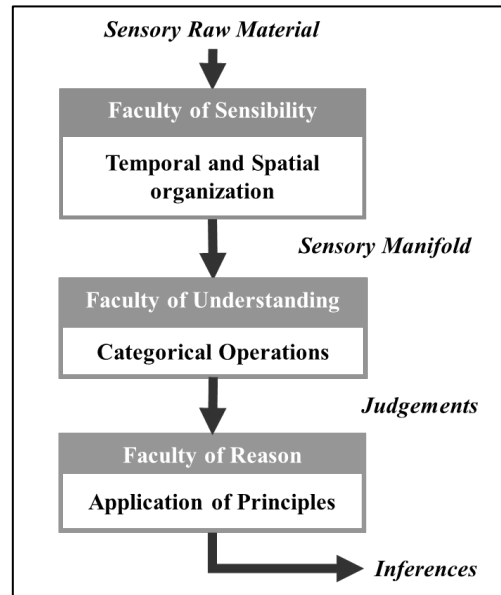 Sensory Raw Material
Faculty of Sensibility
Temporal and Spatial
organization
Sensory Manifold
Faculty of Understanding
Categorical Operations
Judgements
Faculty of Reason
Application of Principles
Inferences